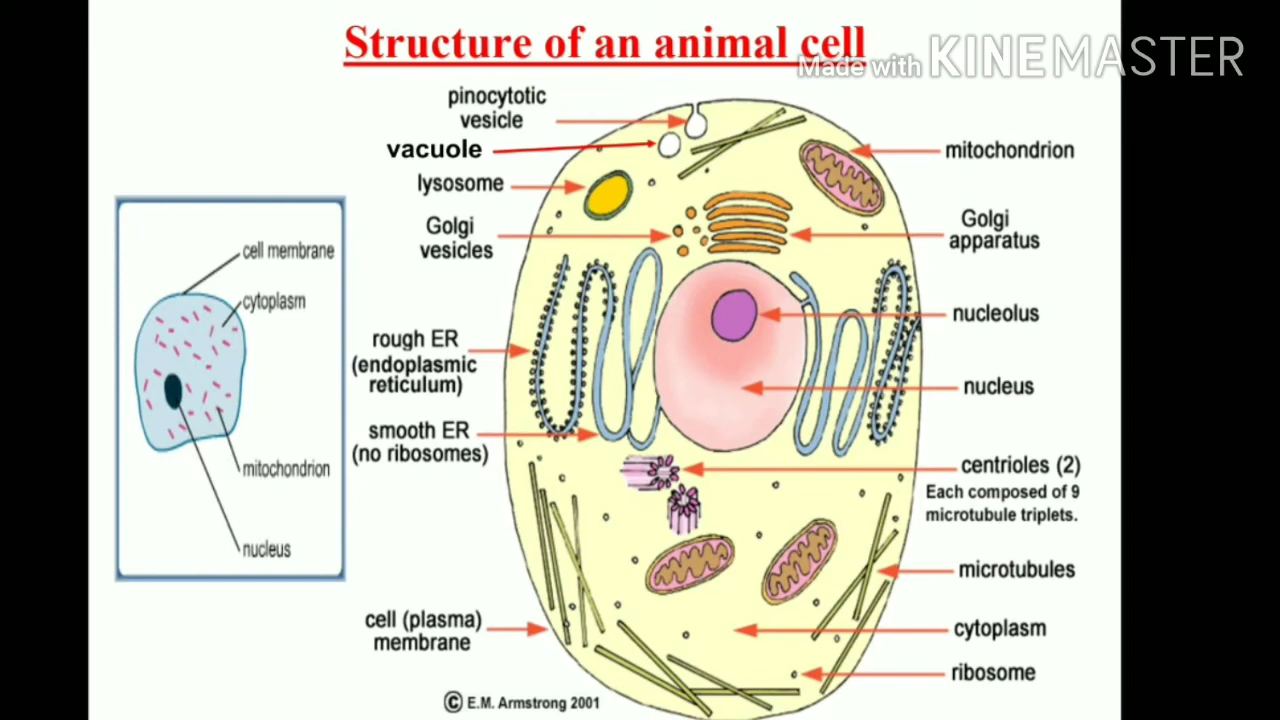 Structure of an animal cell
Made with KINEMASTER
pinocytotic
vesicle
vacuole
lysosome
Golgi
vesicles
rough ER
(endoplasmic
reticulum)
smooth ER
(no ribosomes)
cell (plasma)
membrane
mitochondrion
Golgi
apparatus
nucleolus
nucleus
centrioles (2)
Each composed of 9
microtubule triplets.
microtubules
cytoplasm
ribosome
cell membrane
cytoplasm
mitochondrion
nucleus
© E.M. Armstrong 2001